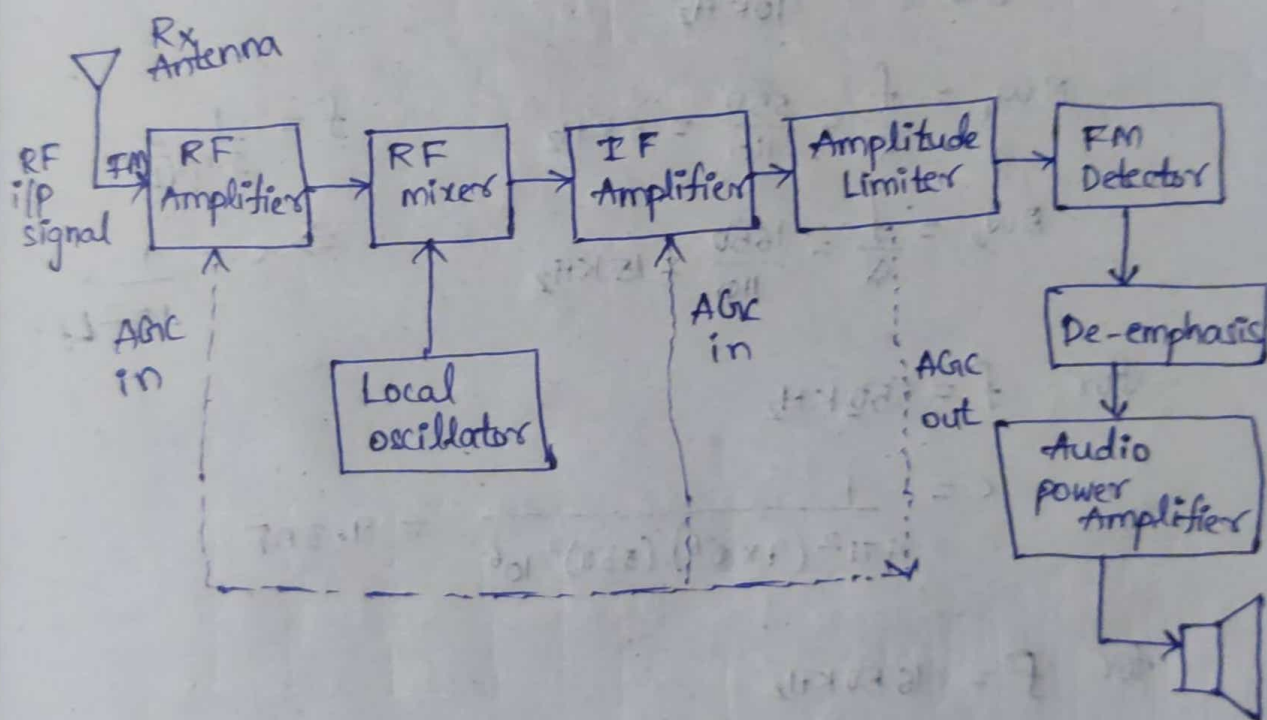 Rx
Antenna
RF
i/p
signal
FM
RF
Amplifier
RF
mixer
IF
Amplifier
Amplitude
Limiter
FM
Detector
AGC
in
AGC
in
Local
oscillator
AGC
out
De-emphasis
Audio
power
Amplifier